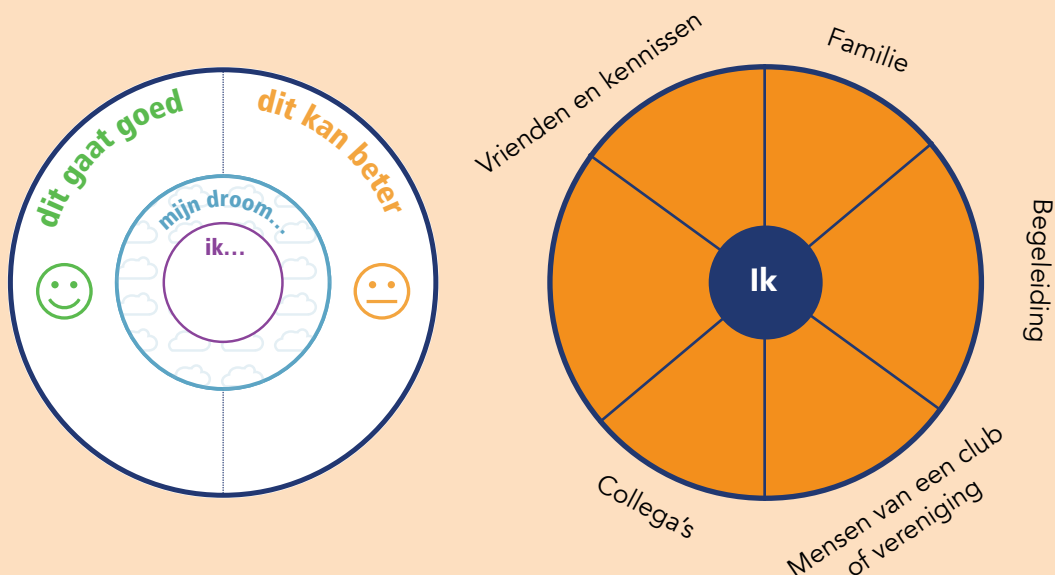 dit gaat goed
dit kan beter
mijn droom...
ik...
Vrienden en kennissen
Familie
Begeleiding
Ik
Collega's
Mensen van een club
of vereniging